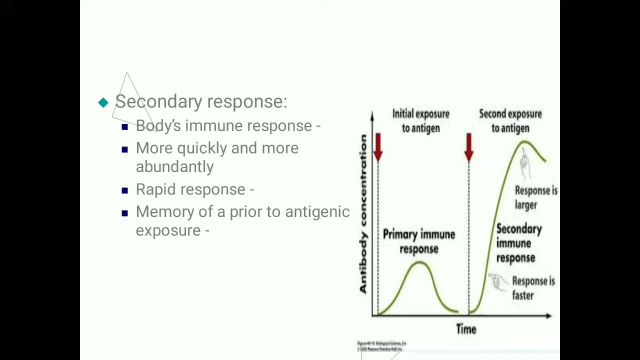 Secondary response:
Body's immune response -
More quickly and more
abundantly
Rapid response -
Memory of a prior to antigenic
exposure -
Initial exposure
to antigen
Second exposure
to antigen
Antibody concentration
Primary immune
response
Response is
larger
Secondary
immune
response
Response is
faster
Time